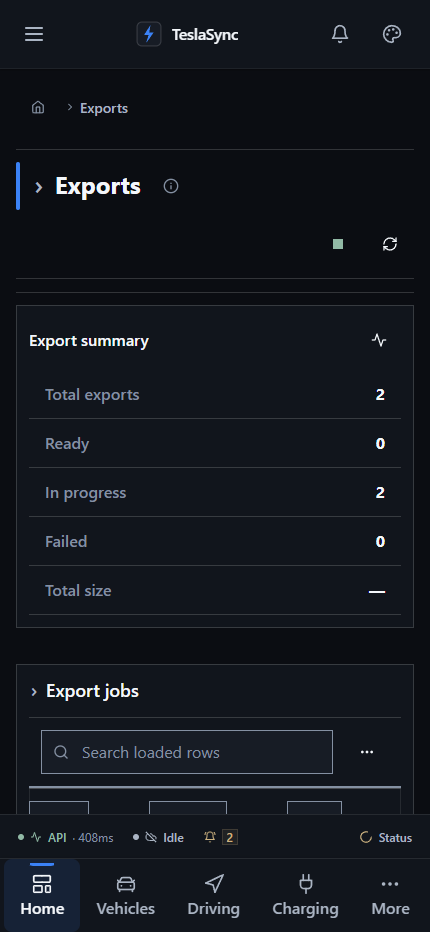 TeslaSync
Exports
Exports
Export summary
Total exports 2
Ready 0
In progress 2
Failed 0
Total size —
Export jobs
Search loaded rows
API · 408ms Idle 2 Status
Home Vehicles Driving Charging More